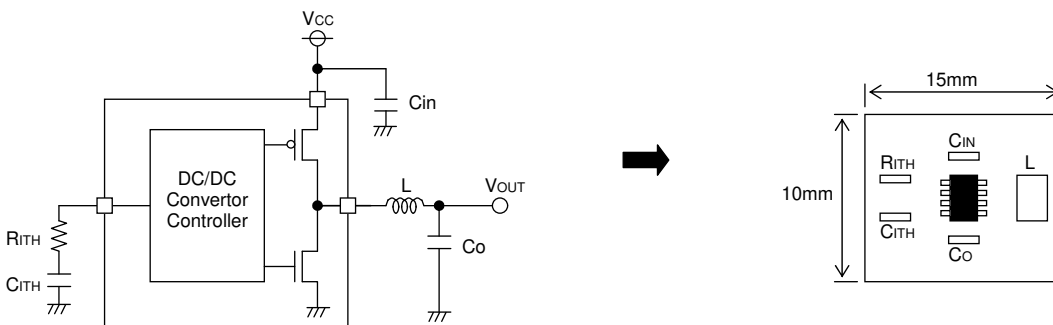 VCC
Cin
DC/DC
Convertor
Controller
L
VOUT
RITH
CITH
Co
15mm
10mm
CIN
RITH
L
CITH
CO